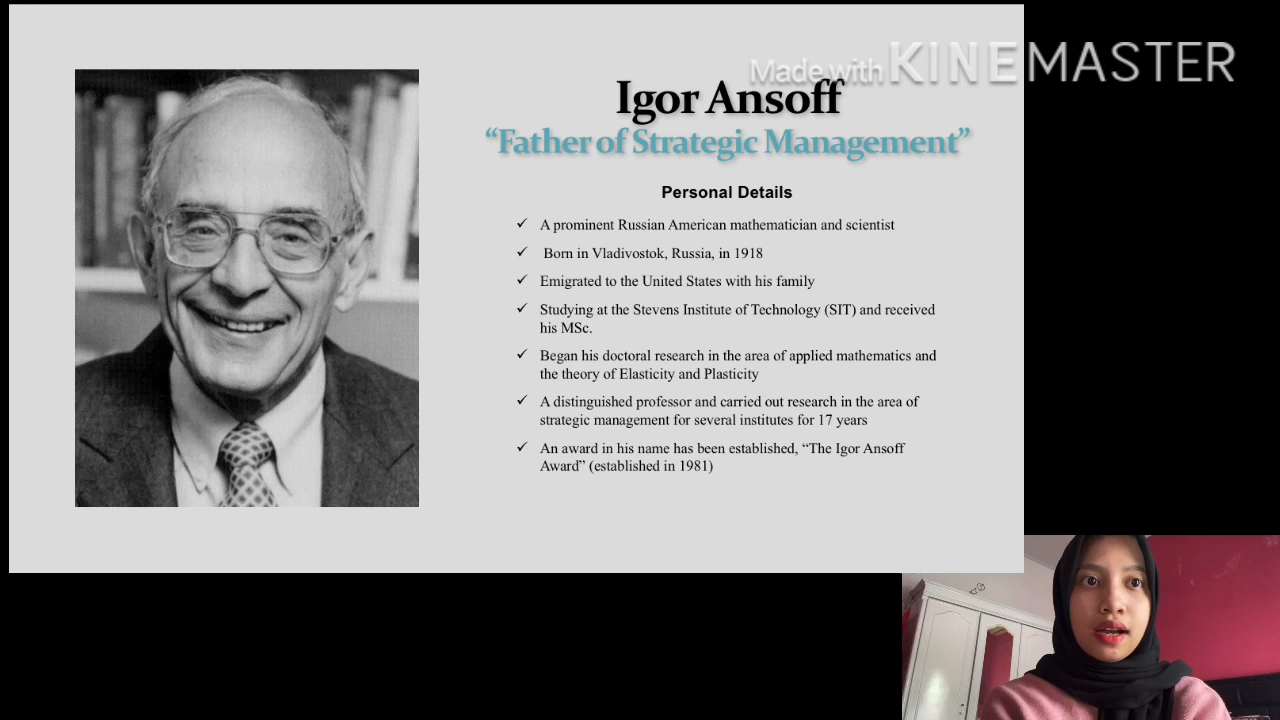 Made with KINEMASTER
Igor Ansoff
“Father of Strategic Management”
Personal Details
✓ A prominent Russian American mathematician and scientist
✓ Born in Vladivostok, Russia, in 1918
✓ Emigrated to the United States with his family
✓ Studying at the Stevens Institute of Technology (SIT) and received
his MSc.
✓ Began his doctoral research in the area of applied mathematics and
the theory of Elasticity and Plasticity
✓ A distinguished professor and carried out research in the area of
strategic management for several institutes for 17 years
✓ An award in his name has been established, “The Igor Ansoff
Award” (established in 1981)